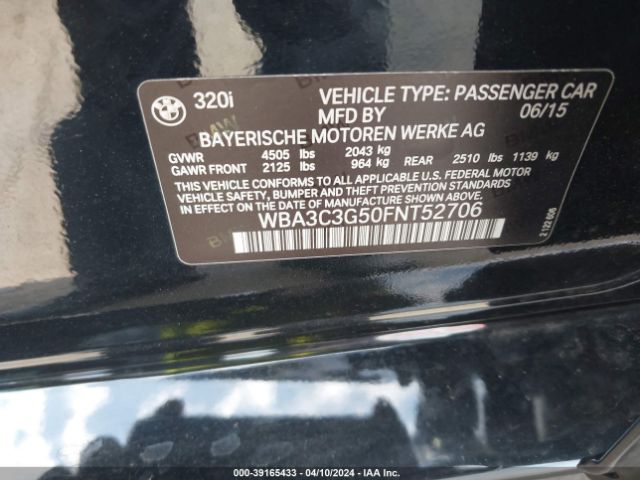 320i
VEHICLE TYPE: PASSENGER CAR
MFD BY 06/15
BAYERISCHE MOTOREN WERKE AG
GVWR 4505 lbs 2043 kg
GAWR FRONT 2125 lbs 964 kg REAR 2510 lbs 1139 kg
THIS VEHICLE CONFORMS TO ALL APPLICABLE U.S. FEDERAL MOTOR
VEHICLE SAFETY, BUMPER AND THEFT PREVENTION STANDARDS
IN EFFECT ON THE DATE OF MANUFACTURE SHOWN ABOVE.
WBA3C3G50FNT52706
2 122 606
000-39165433 - 04/10/2024 - IAA Inc.